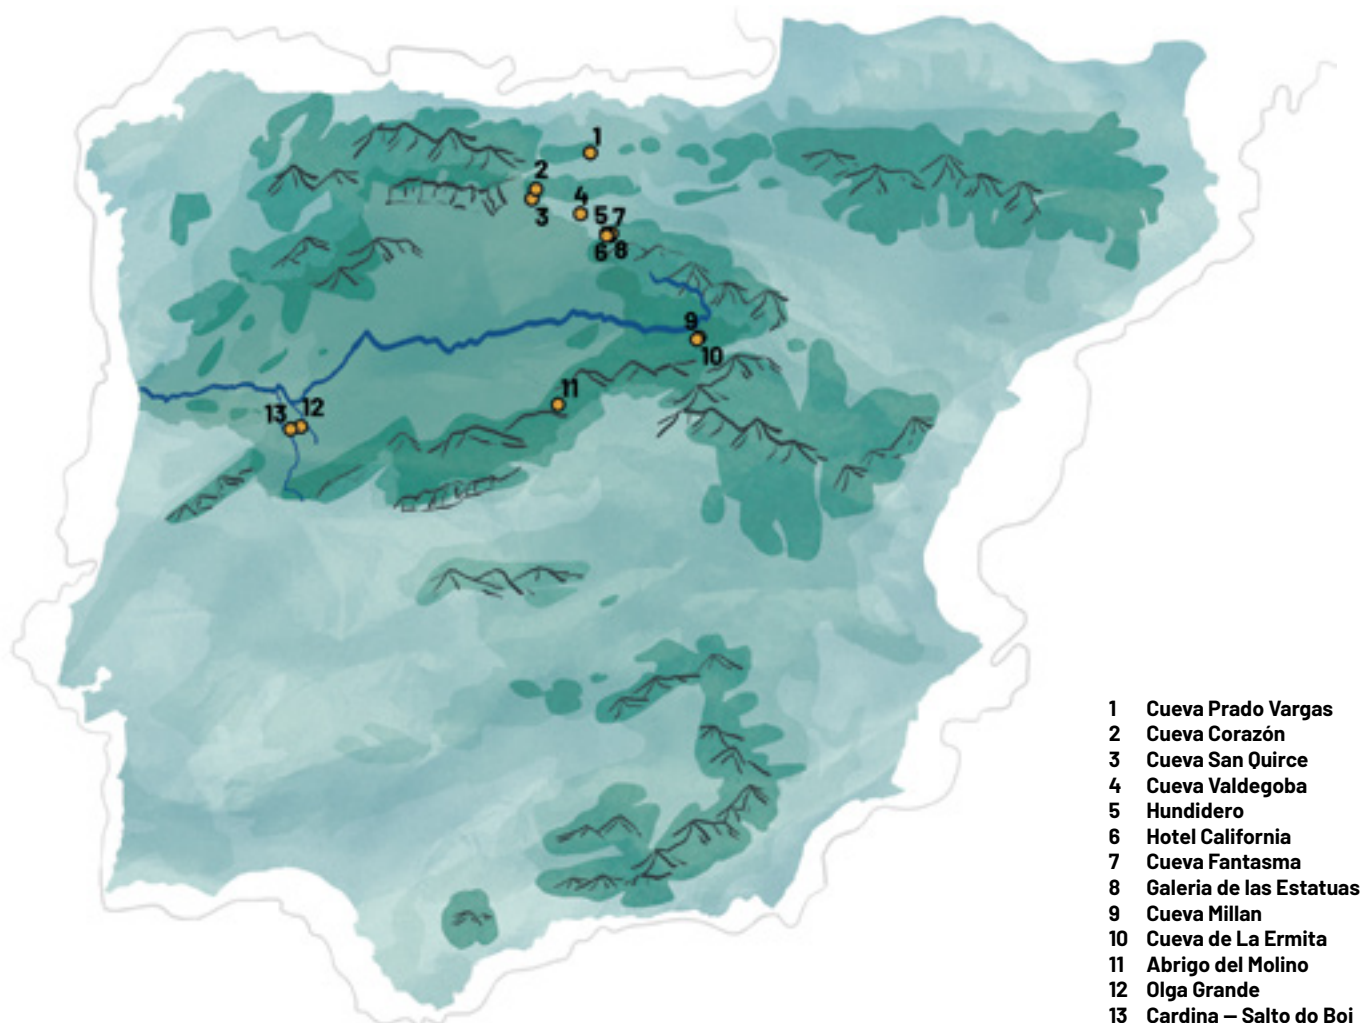 1
2
3
4
5 7
6 8
9
10
11
13 12
1 Cueva Prado Vargas
2 Cueva Corazón
3 Cueva San Quirce
4 Cueva Valdegoba
5 Hundidero
6 Hotel California
7 Cueva Fantasma
8 Galeria de las Estatuas
9 Cueva Millan
10 Cueva de La Ermita
11 Abrigo del Molino
12 Olga Grande
13 Cardina – Salto do Boi